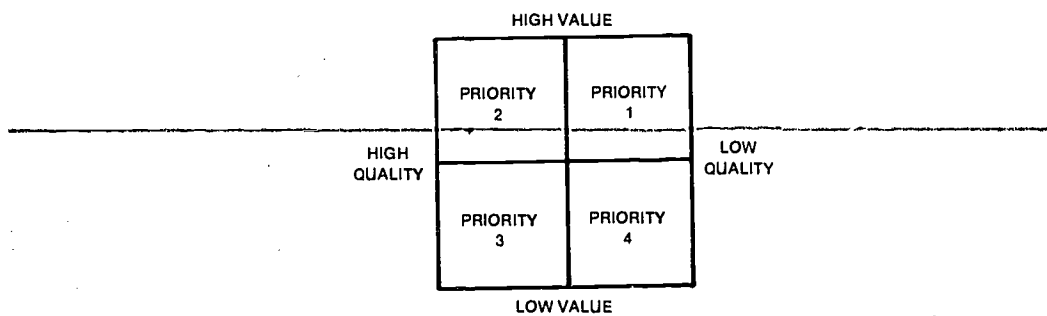 HIGH VALUE
PRIORITY
2
PRIORITY
1
HIGH
QUALITY
LOW
QUALITY
PRIORITY
3
PRIORITY
4
LOW VALUE